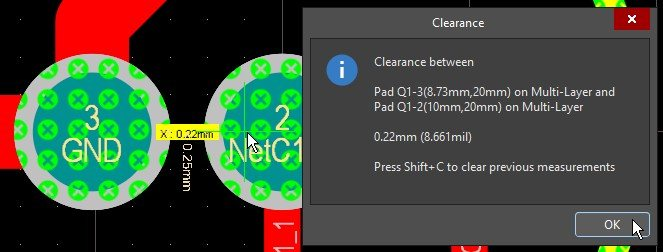 Clearance
Clearance between
Pad Q1-3(8.73mm,20mm) on Multi-Layer and
Pad Q1-2(10mm,20mm) on Multi-Layer
0.22mm (8.661mil)
Press Shift+C to clear previous measurements
OK
3
GND
X : 0.22mm
0.25mm
2
NetC1
1_1